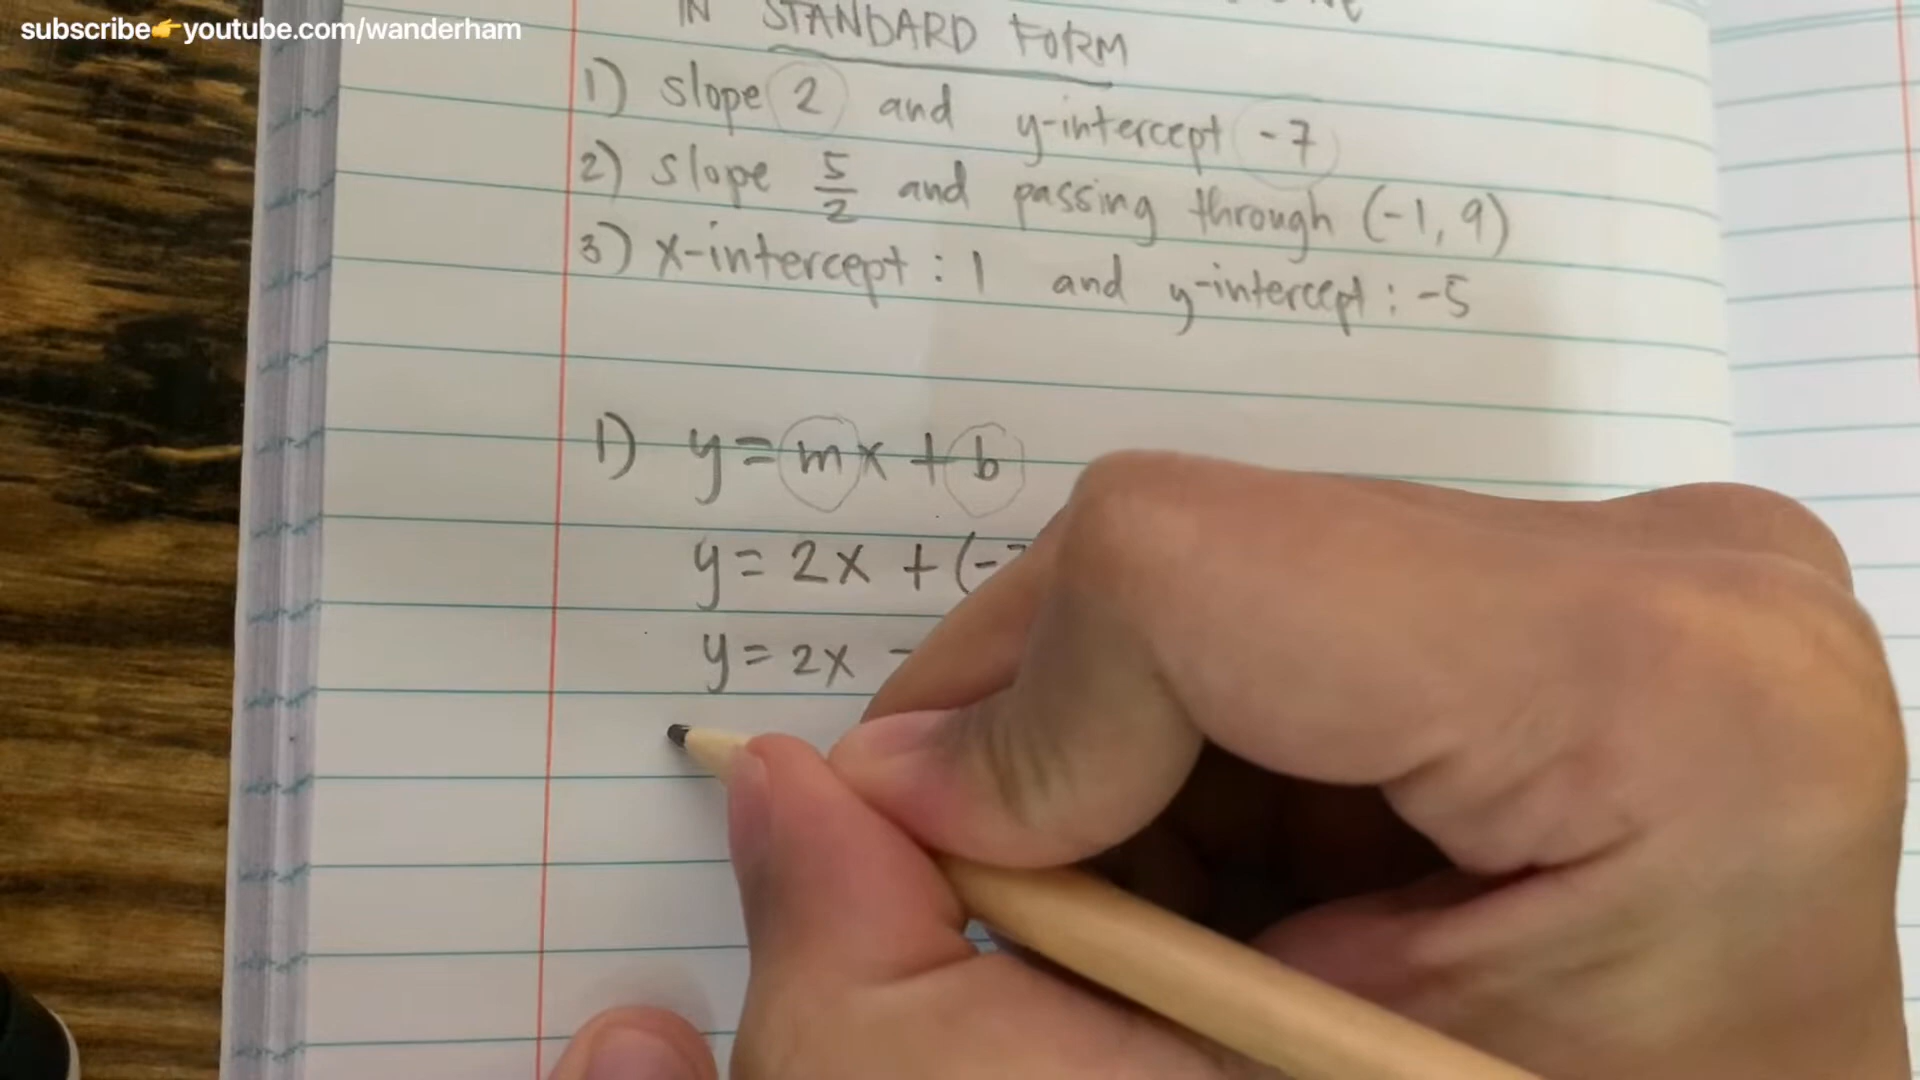 subscribe👉youtube.com/wanderham
IN STANDARD FORM
1) slope 2 and y-intercept -7
2) slope 5/2 and passing through (-1, 9)
3) x-intercept : 1 and y-intercept : -5
1) y = mx + b
y = 2x + (-7
y = 2x -